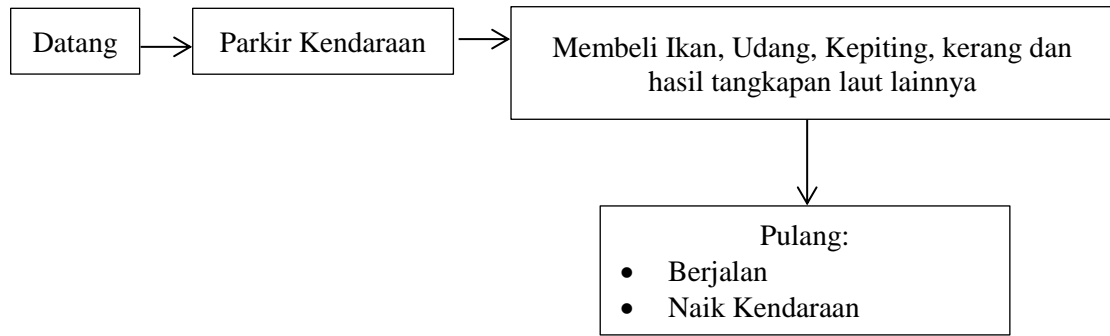 Datang
Parkir Kendaraan
Membeli Ikan, Udang, Kepiting, kerang dan
hasil tangkapan laut lainnya
Pulang:
• Berjalan
• Naik Kendaraan